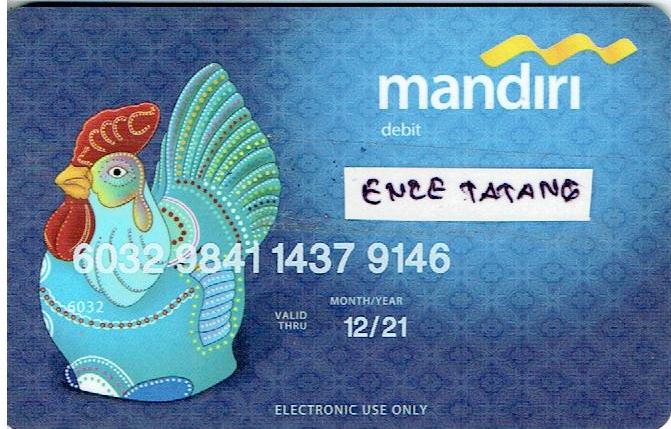 mandiri
debit
ENCE TATANG
6032 9841 1437 9146
6032
MONTH/YEAR
VALID
THRU
12/21
ELECTRONIC USE ONLY